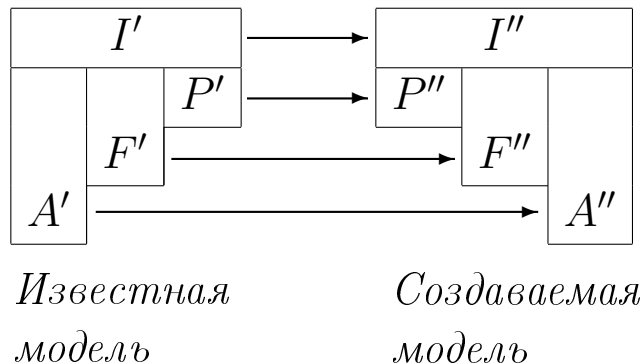 I′ I″
P′ P″
F′ F″
A′ A″
Известная Создаваемая
модель модель